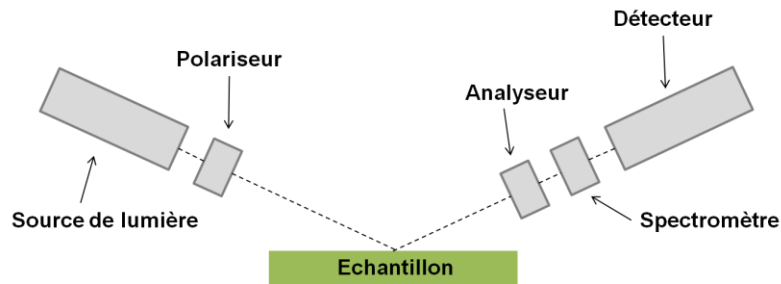 Détecteur
Polariseur
Analyseur
Source de lumière
Spectromètre
Echantillon